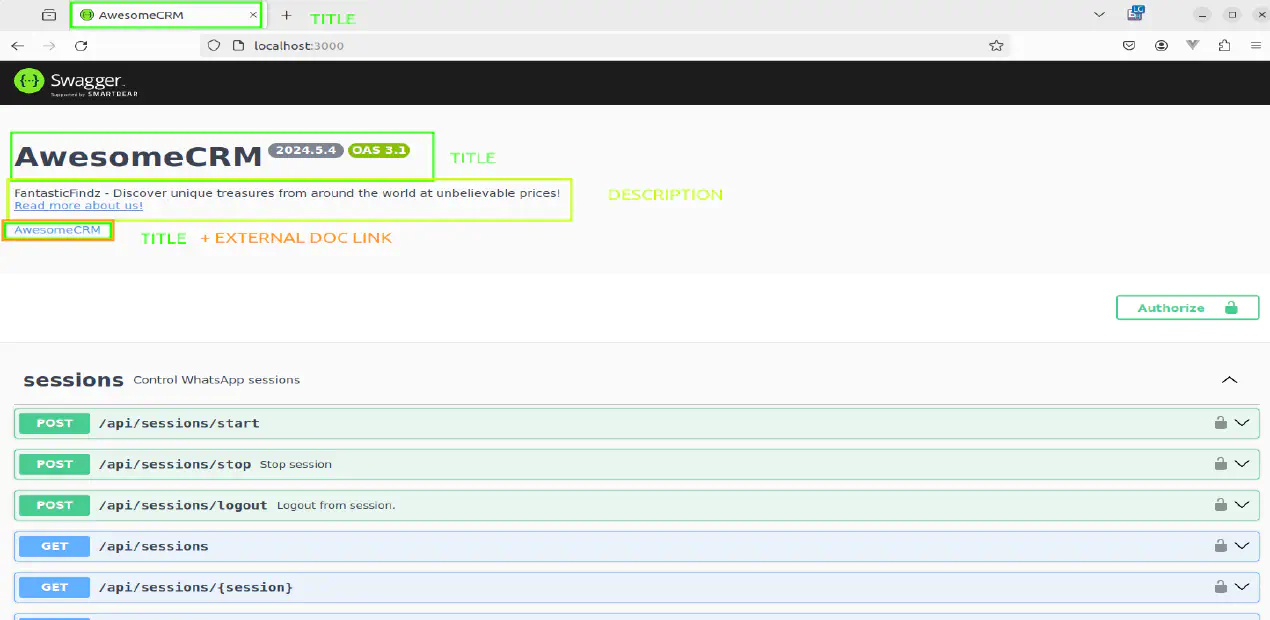 AwesomeCRM
TITLE
localhost:3000
Swagger
Supported by SMARTBEAR
AwesomeCRM 2024.5.4 OAS 3.1
TITLE
FantasticFindz - Discover unique treasures from around the world at unbelievable prices!
DESCRIPTION
Read more about us!
AwesomeCRM
TITLE + EXTERNAL DOC LINK
Authorize
sessions Control WhatsApp sessions
POST /api/sessions/start
POST /api/sessions/stop Stop session
POST /api/sessions/logout Logout from session.
GET /api/sessions
GET /api/sessions/{session}